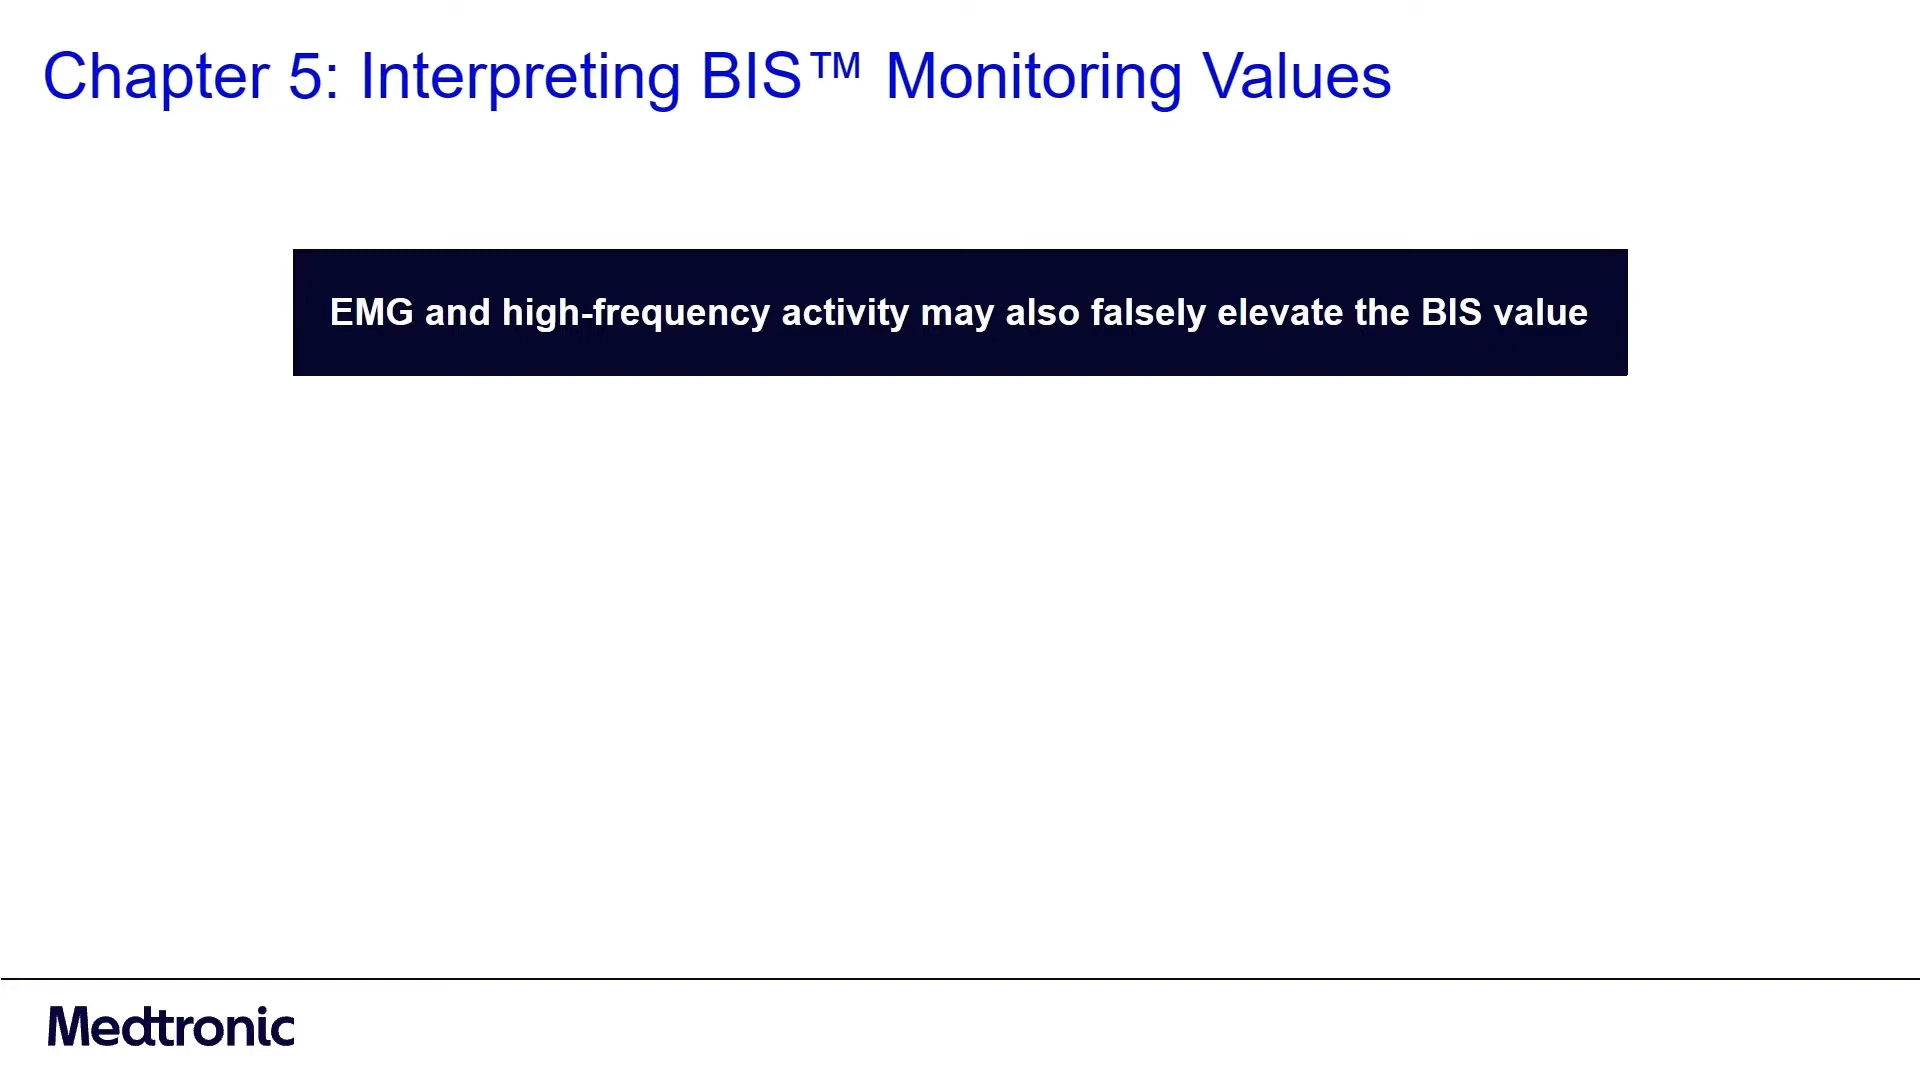 Chapter 5: Interpreting BIS™ Monitoring Values
EMG and high-frequency activity may also falsely elevate the BIS value
Medtronic